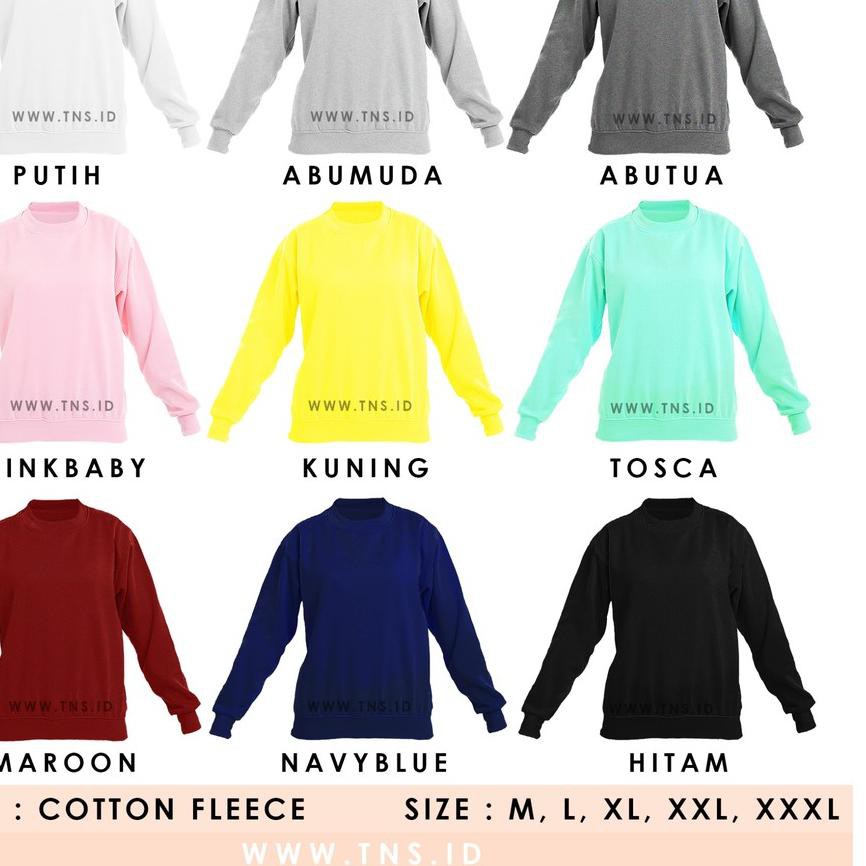 WWW.TNS.ID WWW.TNS.ID WWW.TNS.ID
PUTIH ABUMUDA ABUTUA
WWW.TNS.ID WWW.TNS.ID WWW.TNS.ID
INKBABY KUNING TOSCA
WWW.TNS.ID WWW.TNS.ID WWW.TNS.ID
MAROON NAVYBLUE HITAM
: COTTON FLEECE SIZE : M, L, XL, XXL, XXXL
WWW.TNS.ID